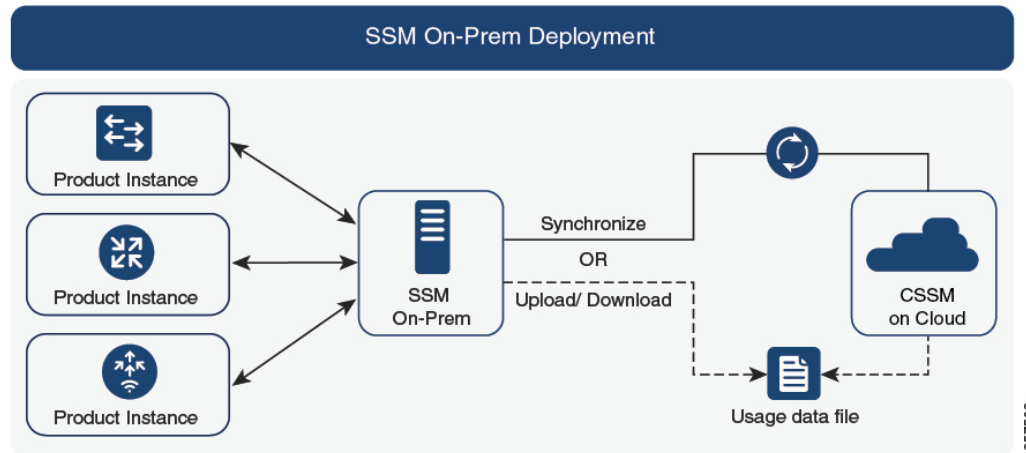 SSM On-Prem Deployment
Product Instance
Product Instance
Product Instance
SSM
On-Prem
Synchronize
OR
Upload/ Download
CSSM
on Cloud
Usage data file